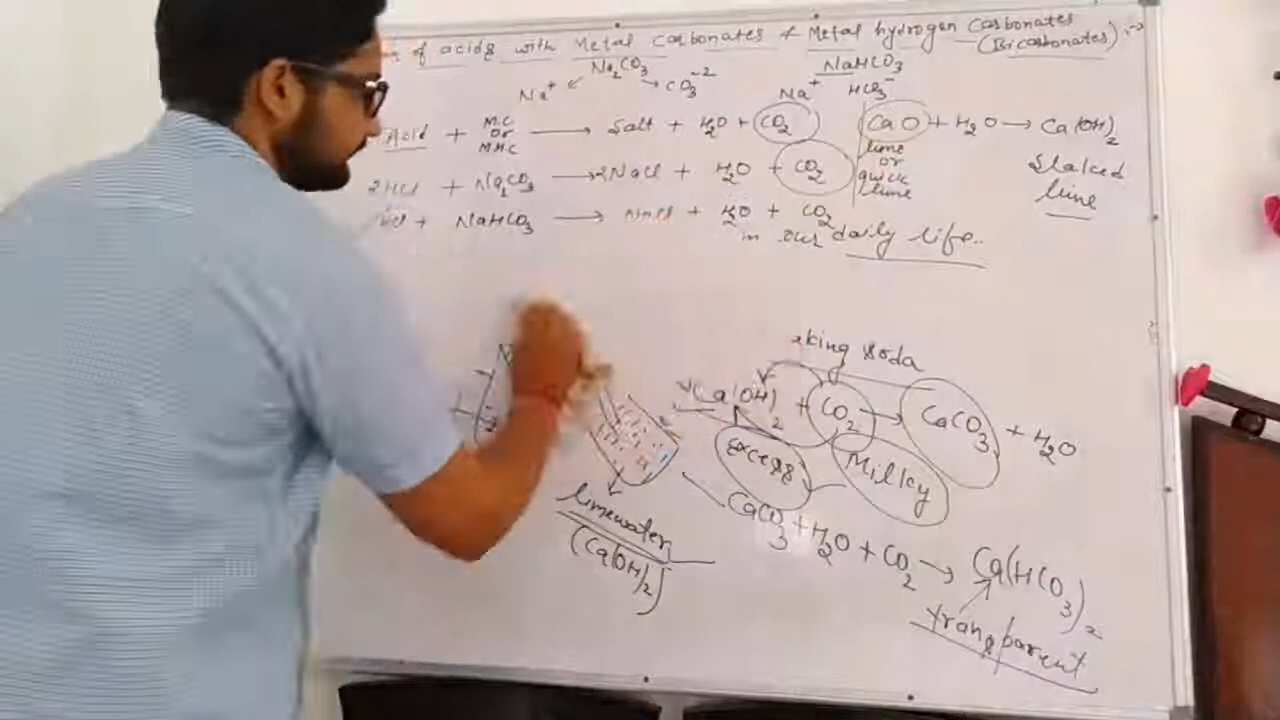 of acids with Metal Carbonates & Metal hydrogen Carbonates
(Bicarbonates) :→
Na₂CO₃ NaHCO₃
Na⁺ CO₃⁻² Na⁺ HCO₃⁻
Acid + M.C Or M.H.C → Salt + H₂O + CO₂
CaO + H₂O → Ca(OH)₂
lime or quick lime
Slaked lime
2HCl + Na₂CO₃ → 2NaCl + H₂O + CO₂
HCl + NaHCO₃ → NaCl + H₂O + CO₂
in our daily life..
king soda
Ca(OH)₂ + CO₂ → CaCO₃ + H₂O
Excess Milky
limewater
(Ca(OH)₂)
CaCO₃ + H₂O + CO₂ → Ca(HCO₃)₂
transparent